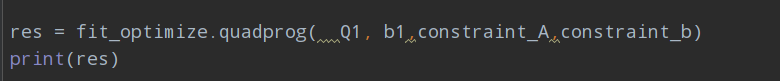 res = fit_optimize.quadprog(   Q1, b1,constraint_A,constraint_b)
print(res)